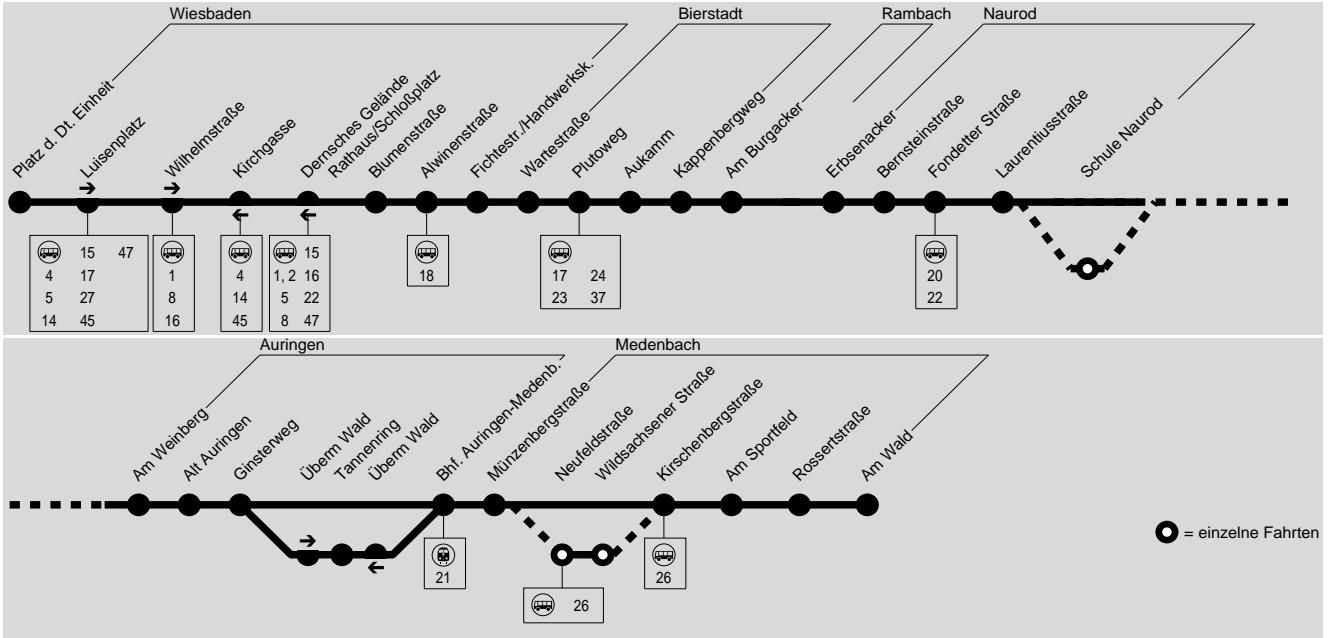 Wiesbaden
Bierstadt
Rambach
Naurod
Platz d. Dt. Einheit
Luisenplatz
Wilhelmstraße
Kirchgasse
Dernsches Gelände
Rathaus/Schloßplatz
Blumenstraße
Alwinenstraße
Fichtestr./Handwerksk.
Wartestraße
Plutoweg
Aukamm
Kappenbergweg
Am Burgacker
Erbsenacker
Bernsteinstraße
Fondetter Straße
Laurentiusstraße
Schule Naurod
15 47
4 17
5 27
14 45
1
8
16
4
14
45
15
1, 2 16
5 22
8 47
18
17 24
23 37
20
22
Auringen
Medenbach
Am Weinberg
Alt Auringen
Ginsterweg
Überm Wald
Tannenring
Überm Wald
Bhf. Auringen-Medenb.
Münzenbergstraße
Neufeldstraße
Wildsachsener Straße
Kirschenbergstraße
Am Sportfeld
Rossertstraße
Am Wald
21
26
26
= einzelne Fahrten